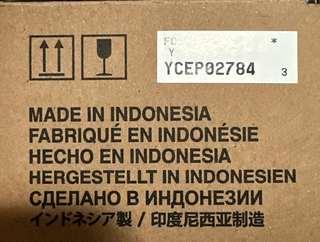 FC
*
Y
YCEP02784
3
MADE IN INDONESIA
FABRIQUÉ EN INDONÉSIE
HECHO EN INDONESIA
HERGESTELLT IN INDONESIEN
СДЕЛАНО В ИНДОНЕЗИИ
インドネシア製 / 印度尼西亚制造